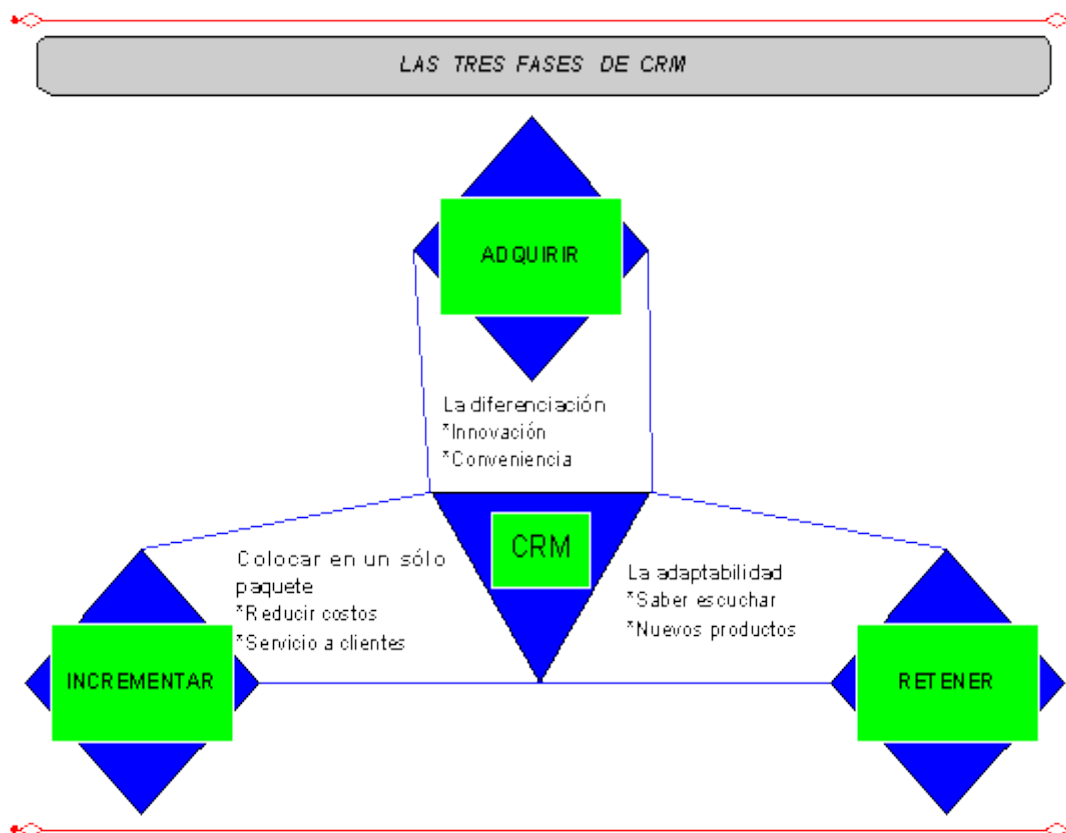 LAS TRES FASES DE CRM
ADQUIRIR
La diferenciación
*Innovación
*Conveniencia
CRM
Colocar en un sólo
paquete
*Reducir costos
*Servicio a clientes
La adaptabilidad
*Saber escuchar
*Nuevos productos
INCREMENTAR
RETENER